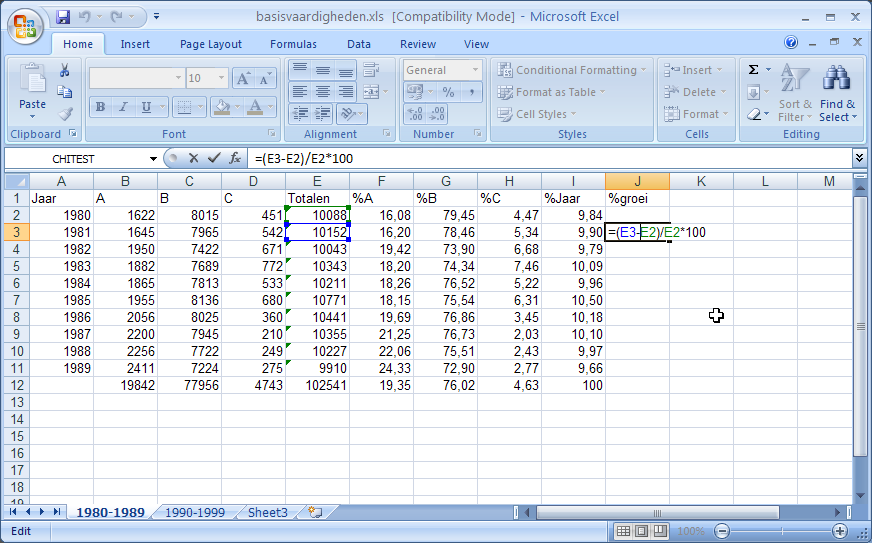 basisvaardigheden.xls [Compatibility Mode] - Microsoft Excel
Home Insert Page Layout Formulas Data Review View
Paste
Clipboard
10 A A
B I U A
Font
Alignment
General
% ,
Number
Conditional Formatting
Format as Table
Cell Styles
Styles
Insert
Delete
Format
Cells
Σ
Sort & Filter
Find & Select
Editing
CHITEST fx =(E3-E2)/E2*100
A B C D E F G H I J K L M
1 Jaar A B C Totalen %A %B %C %Jaar %groei
2 1980 1622 8015 451 10088 16,08 79,45 4,47 9,84
3 1981 1645 7965 542 10152 16,20 78,46 5,34 9,90 =(E3-E2)/E2*100
4 1982 1950 7422 671 10043 19,42 73,90 6,68 9,79
5 1983 1882 7689 772 10343 18,20 74,34 7,46 10,09
6 1984 1865 7813 533 10211 18,26 76,52 5,22 9,96
7 1985 1955 8136 680 10771 18,15 75,54 6,31 10,50
8 1986 2056 8025 360 10441 19,69 76,86 3,45 10,18
9 1987 2200 7945 210 10355 21,25 76,73 2,03 10,10
10 1988 2256 7722 249 10227 22,06 75,51 2,43 9,97
11 1989 2411 7224 275 9910 24,33 72,90 2,77 9,66
12 19842 77956 4743 102541 19,35 76,02 4,63 100
13
14
15
16
17
18
19
1980-1989 1990-1999 Sheet3
Edit 100%